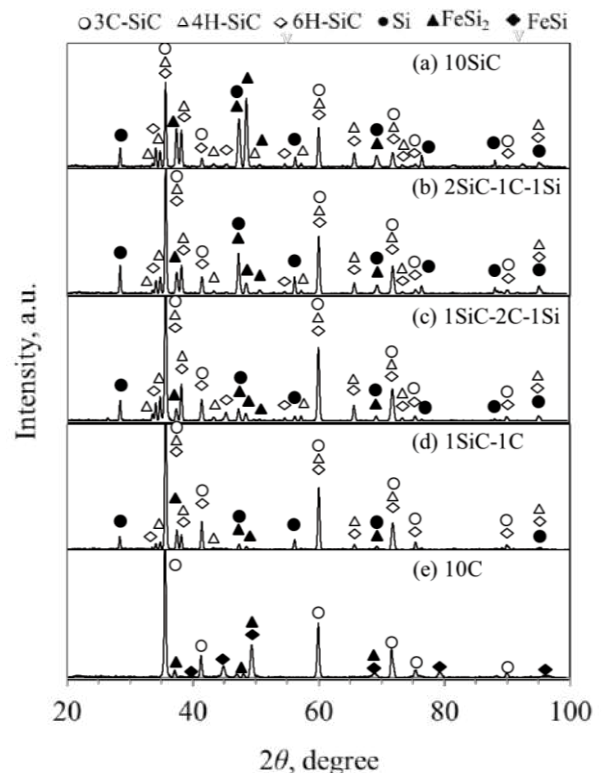 ○3C-SiC △4H-SiC ◇6H-SiC ●Si ▲FeSi₂ ◆FeSi
(a) 10SiC
(b) 2SiC-1C-1Si
(c) 1SiC-2C-1Si
(d) 1SiC-1C
(e) 10C
Intensity, a.u.
20 40 60 80 100
2θ, degree